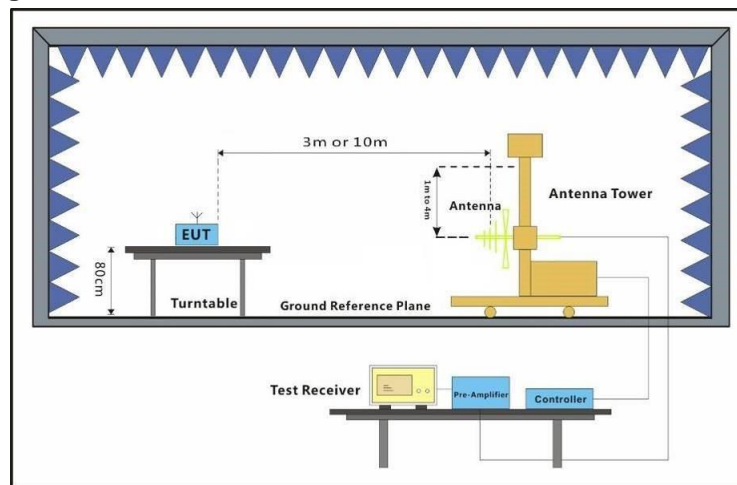 3m or 10m
1m to 4m
Antenna
Antenna Tower
EUT
80cm
Turntable
Ground Reference Plane
Test Receiver
Pre-Amplifier
Controller